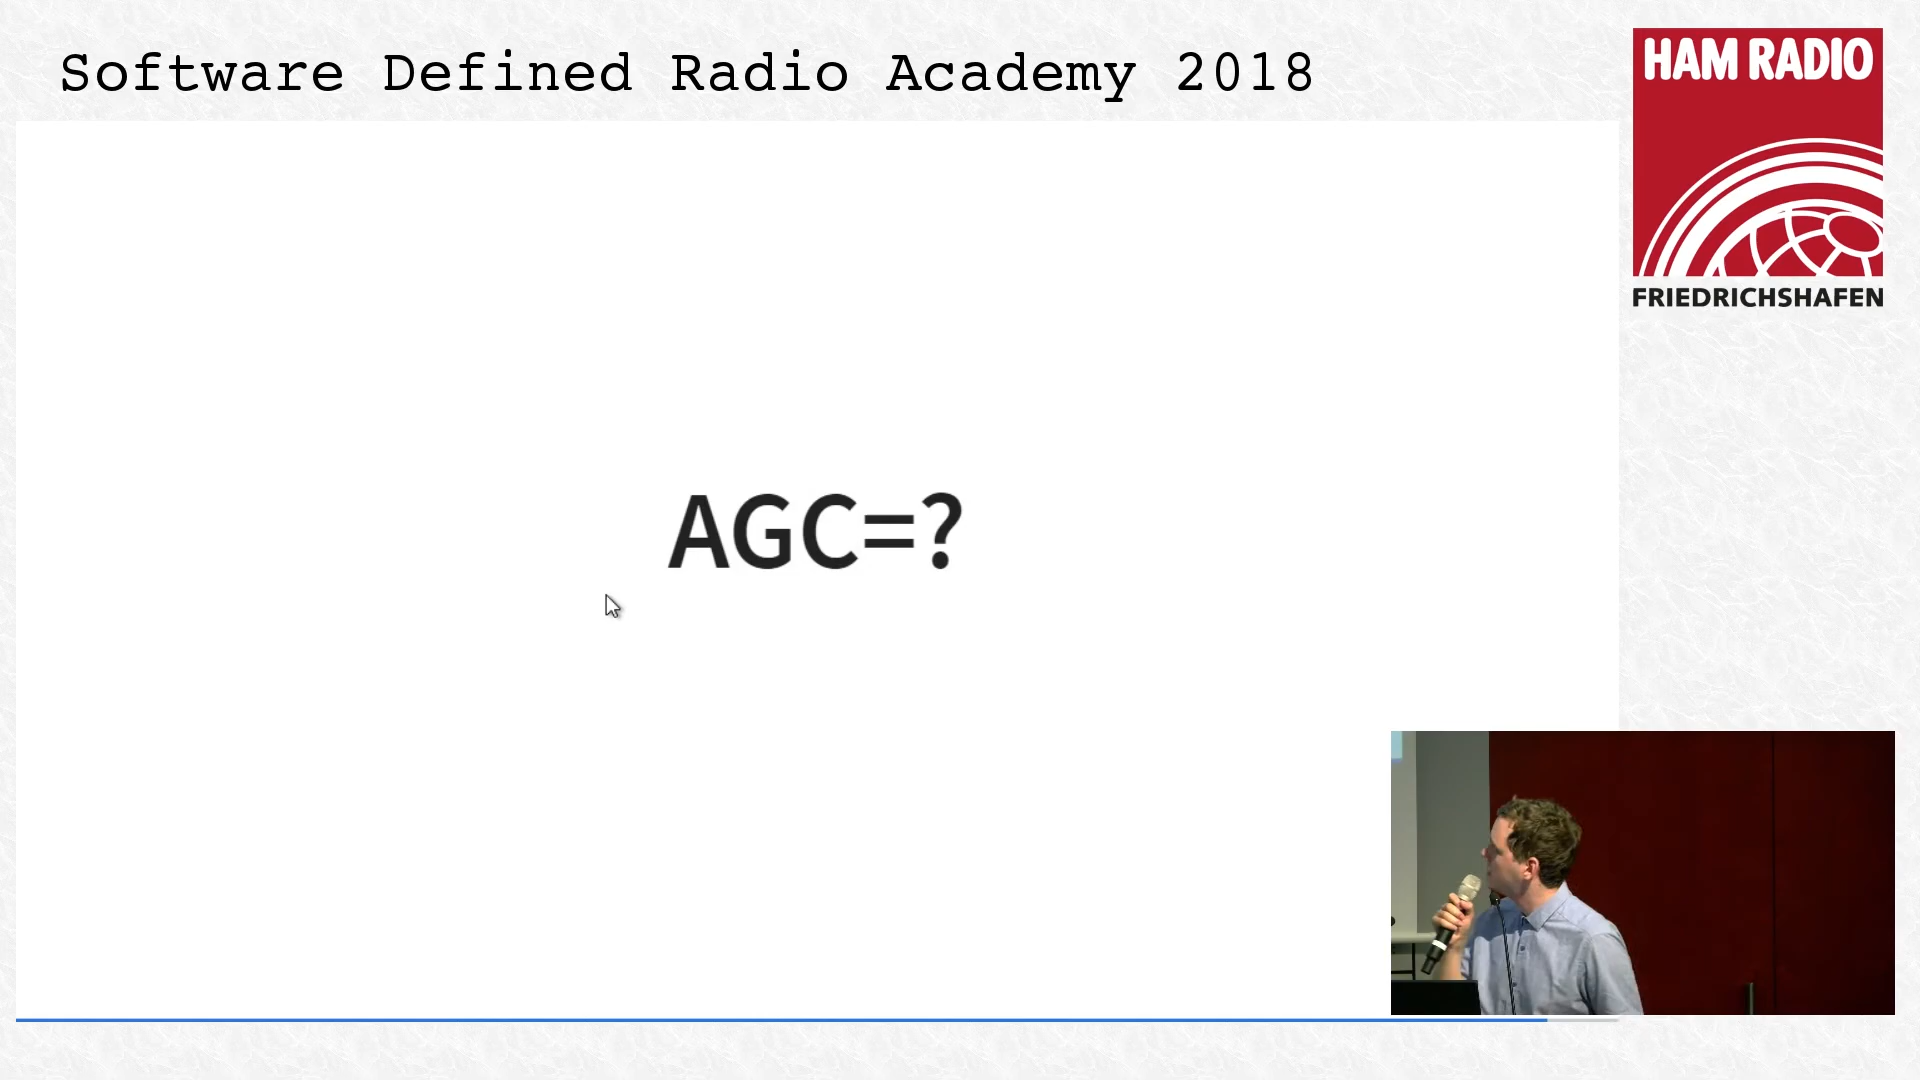 Software Defined Radio Academy 2018
HAM RADIO
FRIEDRICHSHAFEN
AGC=?